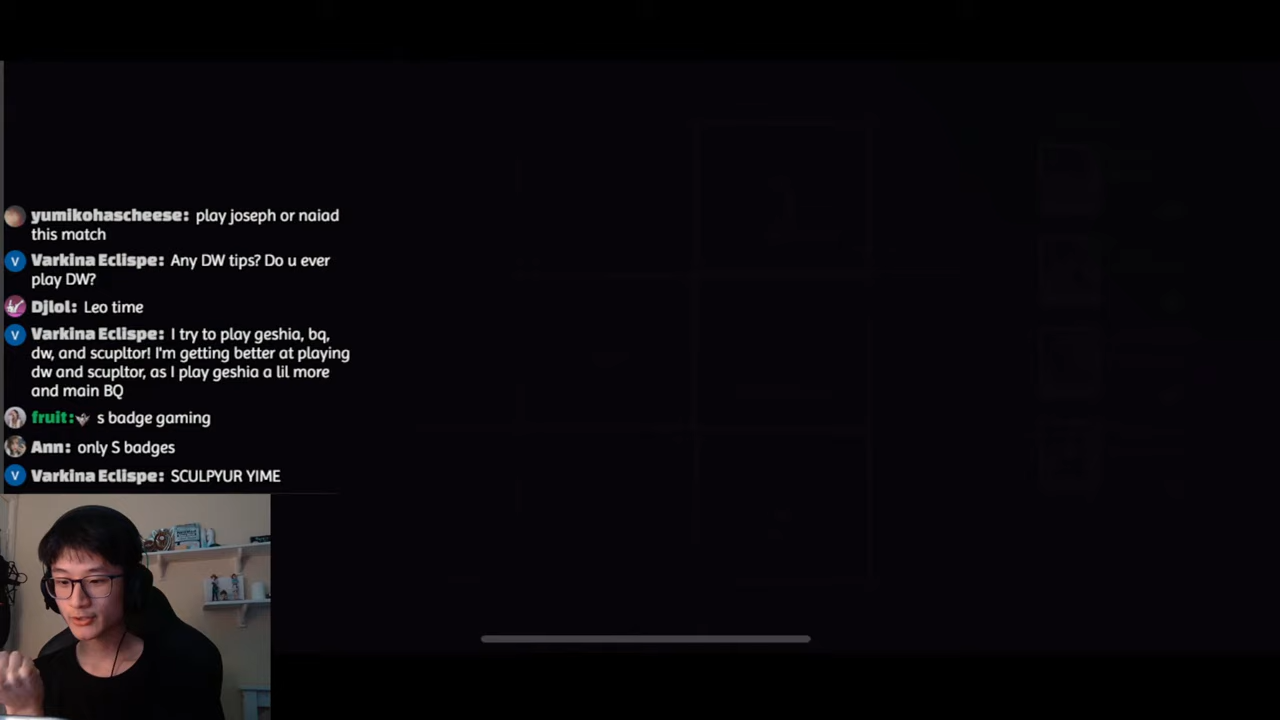 yumikohascheese: play joseph or naiad
this match
V Varkina Eclispe: Any DW tips? Do u ever
play DW?
Djlol: Leo time
V Varkina Eclispe: I try to play geshia, bq,
dw, and scupltor! I'm getting better at playing
dw and scupltor, as I play geshia a lil more
and main BQ
fruit: s badge gaming
Ann: only S badges
V Varkina Eclispe: SCULPYUR YIME